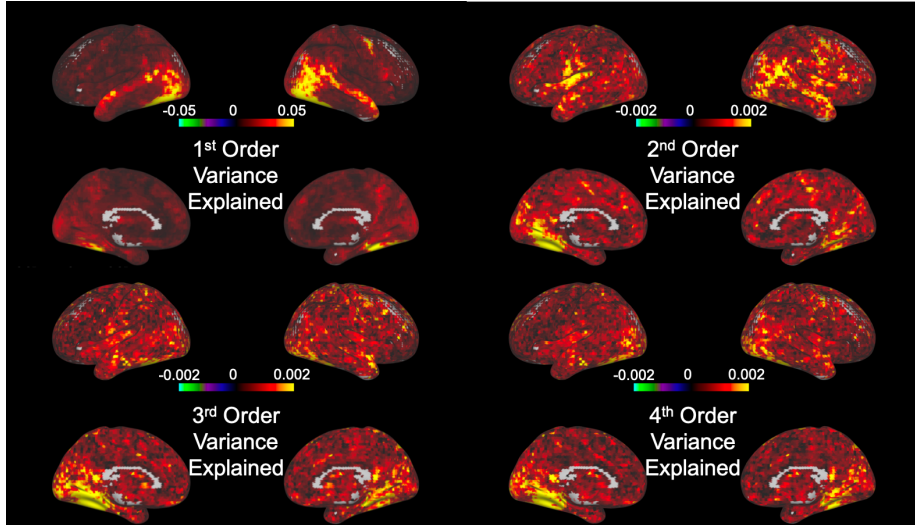 -0.05 0 0.05
1st Order
Variance
Explained
-0.002 0 0.002
2nd Order
Variance
Explained
-0.002 0 0.002
3rd Order
Variance
Explained
-0.002 0 0.002
4th Order
Variance
Explained